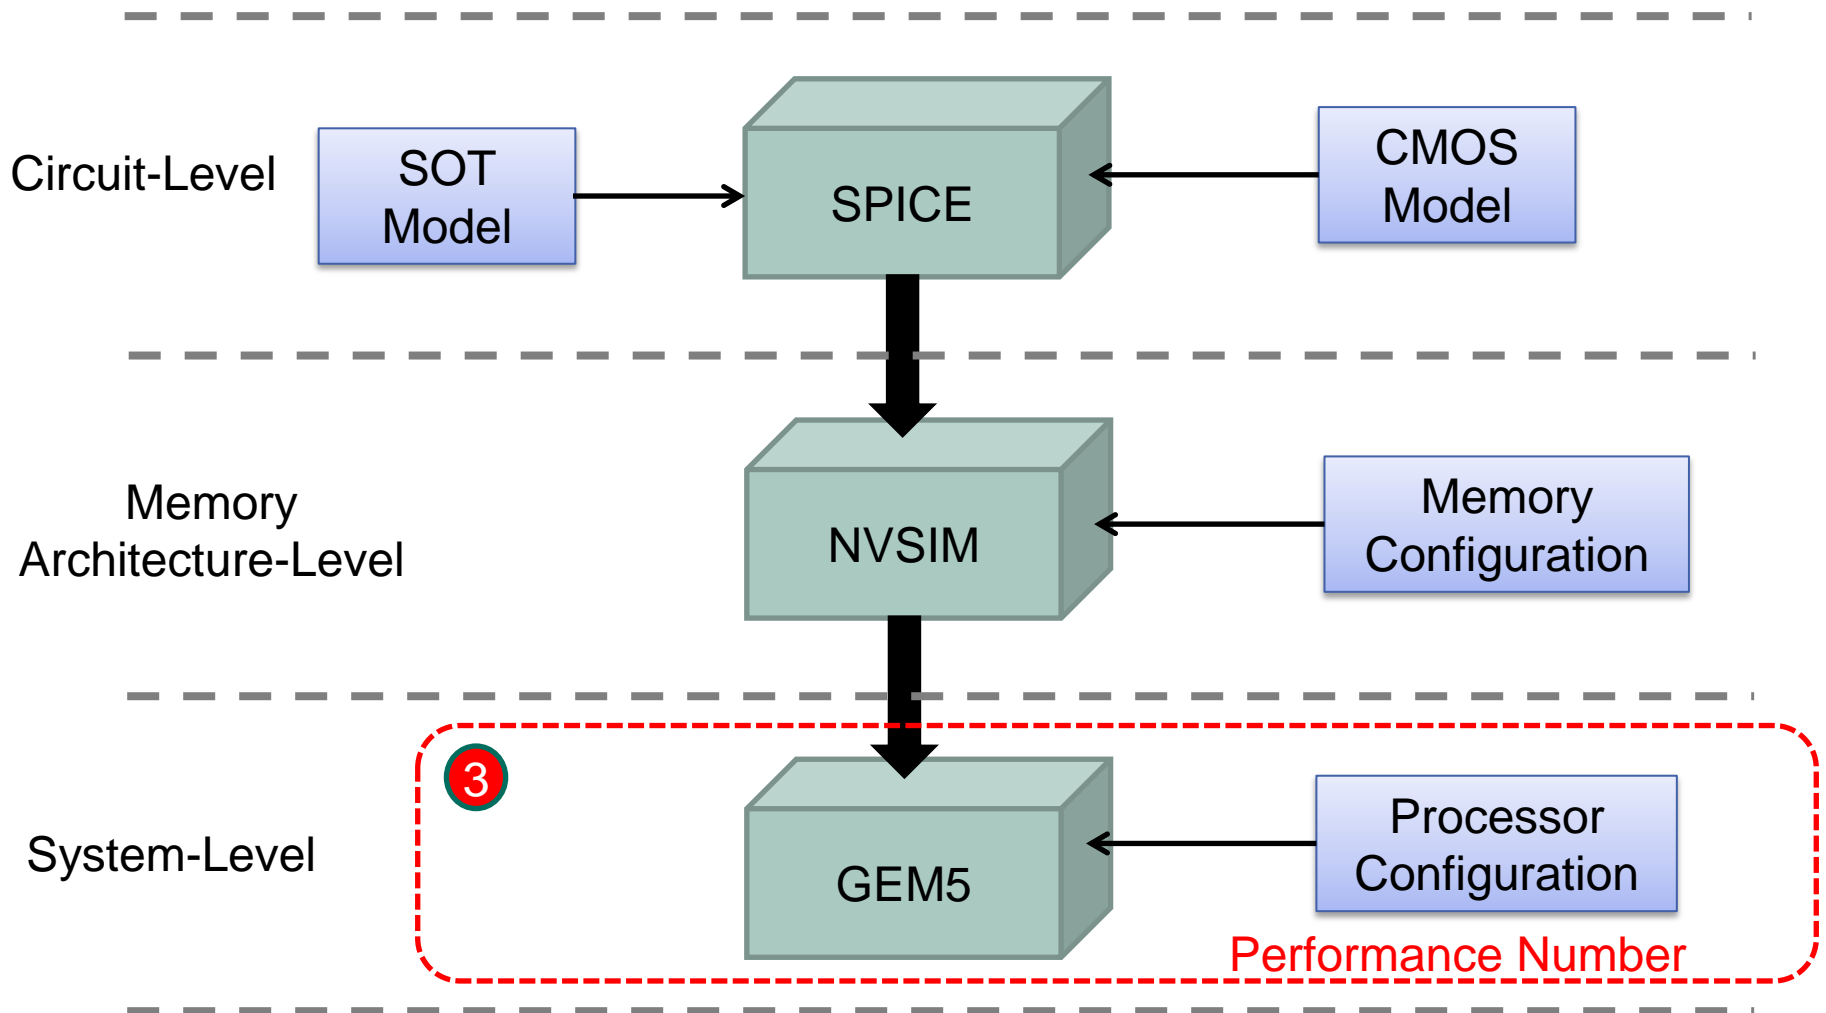 Circuit-Level
SOT
Model
SPICE
CMOS
Model
Memory
Architecture-Level
NVSIM
Memory
Configuration
3
System-Level
GEM5
Processor
Configuration
Performance Number